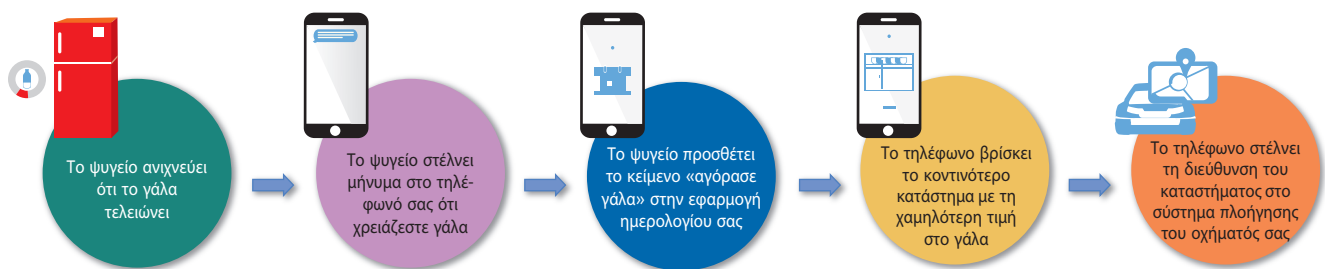 Το ψυγείο ανιχνεύει
ότι το γάλα
τελειώνει
Το ψυγείο στέλνει
μήνυμα στο τηλέ-
φωνό σας ότι
χρειάζεστε γάλα
Το ψυγείο προσθέτει
το κείμενο «αγόρασε
γάλα» στην εφαρμογή
ημερολογίου σας
Το τηλέφωνο βρίσκει
το κοντινότερο
κατάστημα με τη
χαμηλότερη τιμή
στο γάλα
Το τηλέφωνο στέλνει
τη διεύθυνση του
καταστήματος στο
σύστημα πλοήγησης
του οχήματός σας